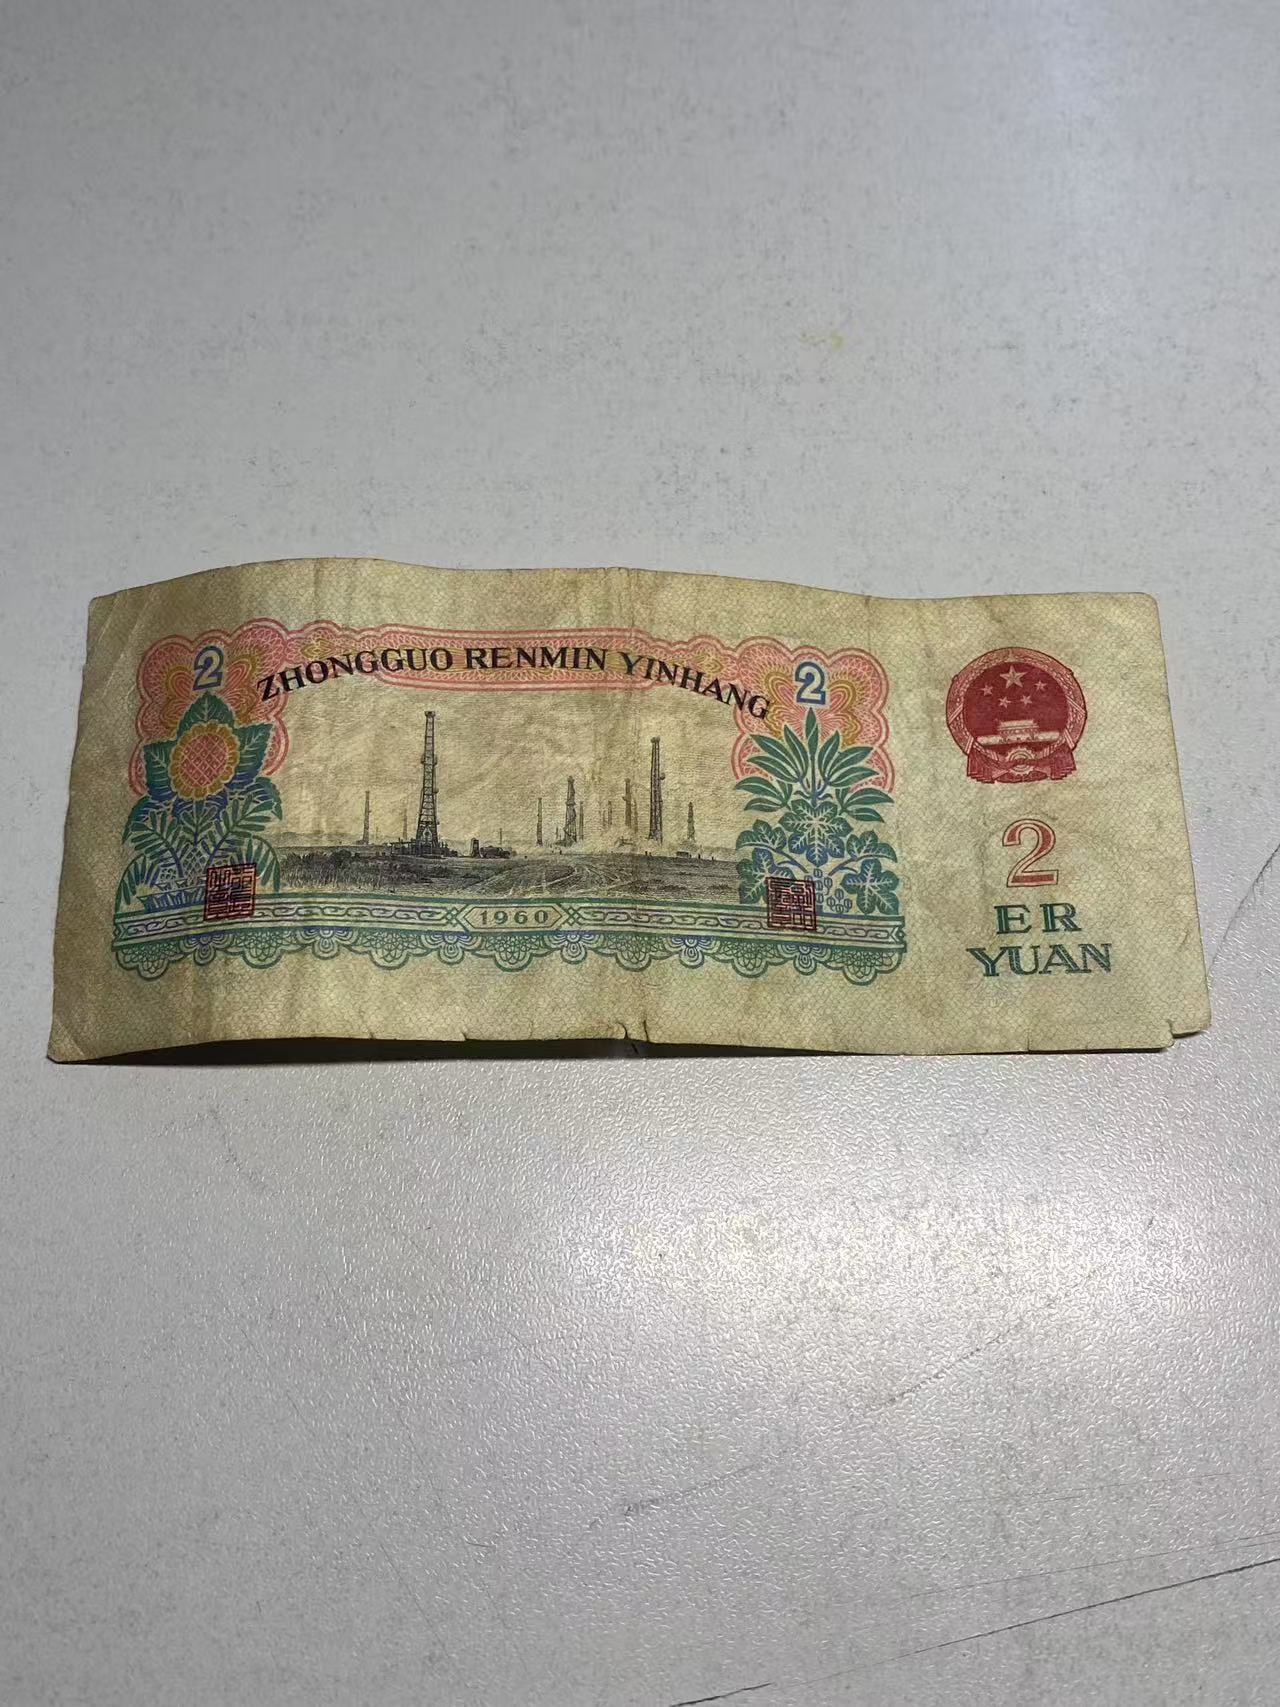 2 ZHONGGUO RENMIN YINHANG 2
1960
2
ER
YUAN